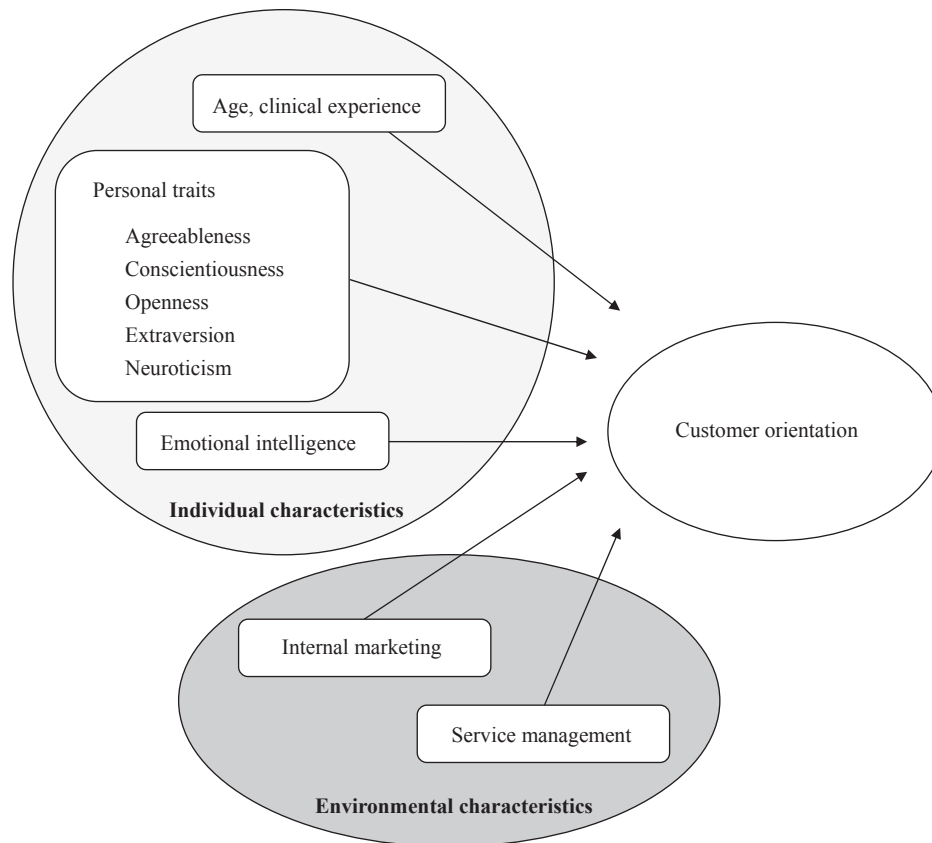 Age, clinical experience
Personal traits
Agreeableness
Conscientiousness
Openness
Extraversion
Neuroticism
Emotional intelligence
Individual characteristics
Customer orientation
Internal marketing
Service management
Environmental characteristics